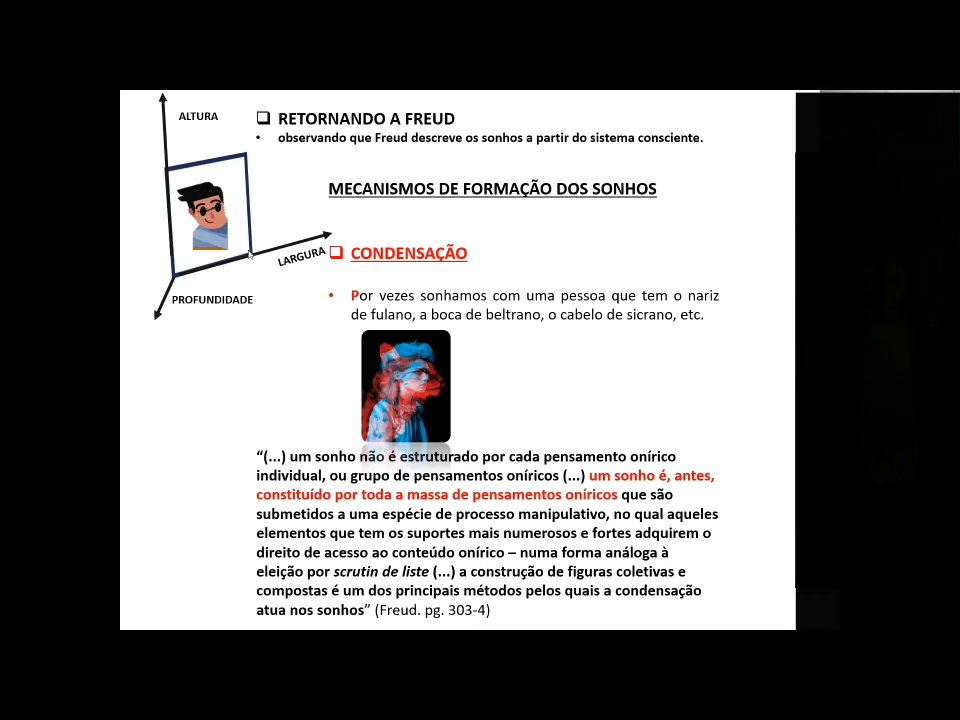 ALTURA
❑ RETORNANDO A FREUD
• observando que Freud descreve os sonhos a partir do sistema consciente.
MECANISMOS DE FORMAÇÃO DOS SONHOS
LARGURA
❑ CONDENSAÇÃO
PROFUNDIDADE
• Por vezes sonhamos com uma pessoa que tem o nariz
de fulano, a boca de beltrano, o cabelo de sicrano, etc.
“(...) um sonho não é estruturado por cada pensamento onírico
individual, ou grupo de pensamentos oníricos (...) um sonho é, antes,
constituído por toda a massa de pensamentos oníricos que são
submetidos a uma espécie de processo manipulativo, no qual aqueles
elementos que tem os suportes mais numerosos e fortes adquirem o
direito de acesso ao conteúdo onírico – numa forma análoga à
eleição por scrutin de liste (...) a construção de figuras coletivas e
compostas é um dos principais métodos pelos quais a condensação
atua nos sonhos” (Freud. pg. 303-4)